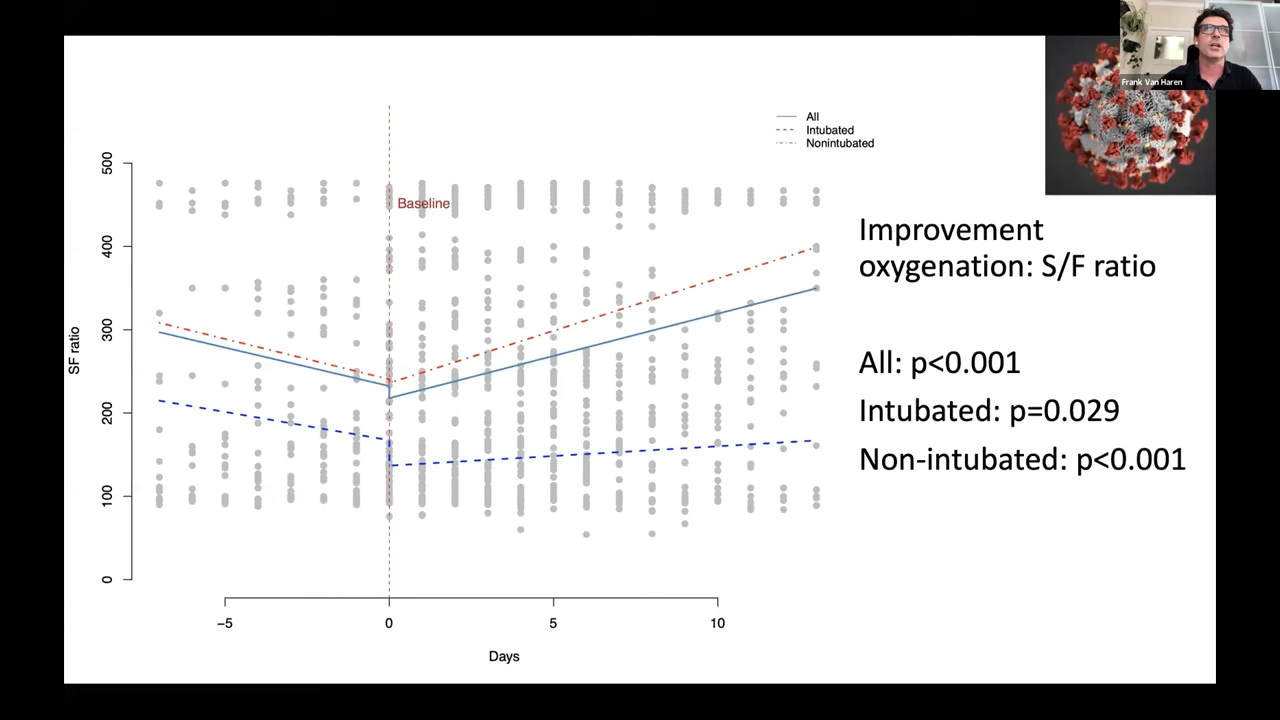 Frank Van Haren
All
Intubated
Nonintubated
500
400
300
200
100
0
SF ratio
Baseline
−5
0
5
10
Days
Improvement
oxygenation: S/F ratio
All: p<0.001
Intubated: p=0.029
Non-intubated: p<0.001